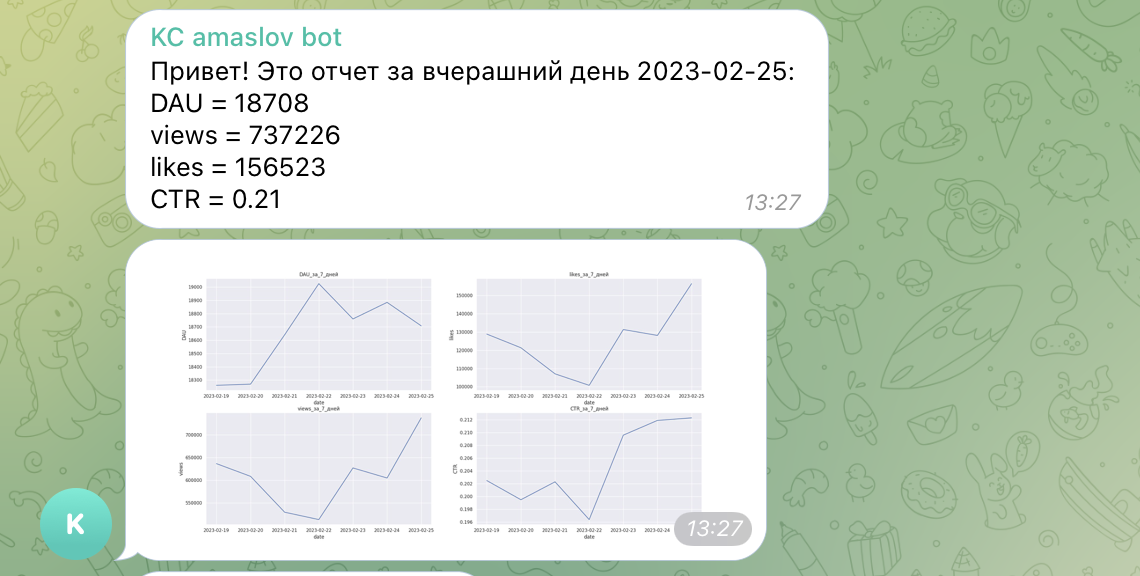 KC amaslov bot
Привет! Это отчет за вчерашний день 2023-02-25:
DAU = 18708
views = 737226
likes = 156523
CTR = 0.21
13:27
DAU_за_7_дней
19000
18900
18800
18700
18600
18500
18400
18300
DAU
2023-02-19 2023-02-20 2023-02-21 2023-02-22 2023-02-23 2023-02-24 2023-02-25
date
likes_за_7_дней
150000
140000
130000
120000
110000
100000
likes
2023-02-19 2023-02-20 2023-02-21 2023-02-22 2023-02-23 2023-02-24 2023-02-25
date
views_за_7_дней
700000
650000
600000
550000
views
2023-02-19 2023-02-20 2023-02-21 2023-02-22 2023-02-23 2023-02-24 2023-02-25
date
CTR_за_7_дней
0.212
0.210
0.208
0.206
0.204
0.202
0.200
0.198
0.196
CTR
2023-02-19 2023-02-20 2023-02-21 2023-02-22 2023-02-23 2023-02-24
date
13:27
K